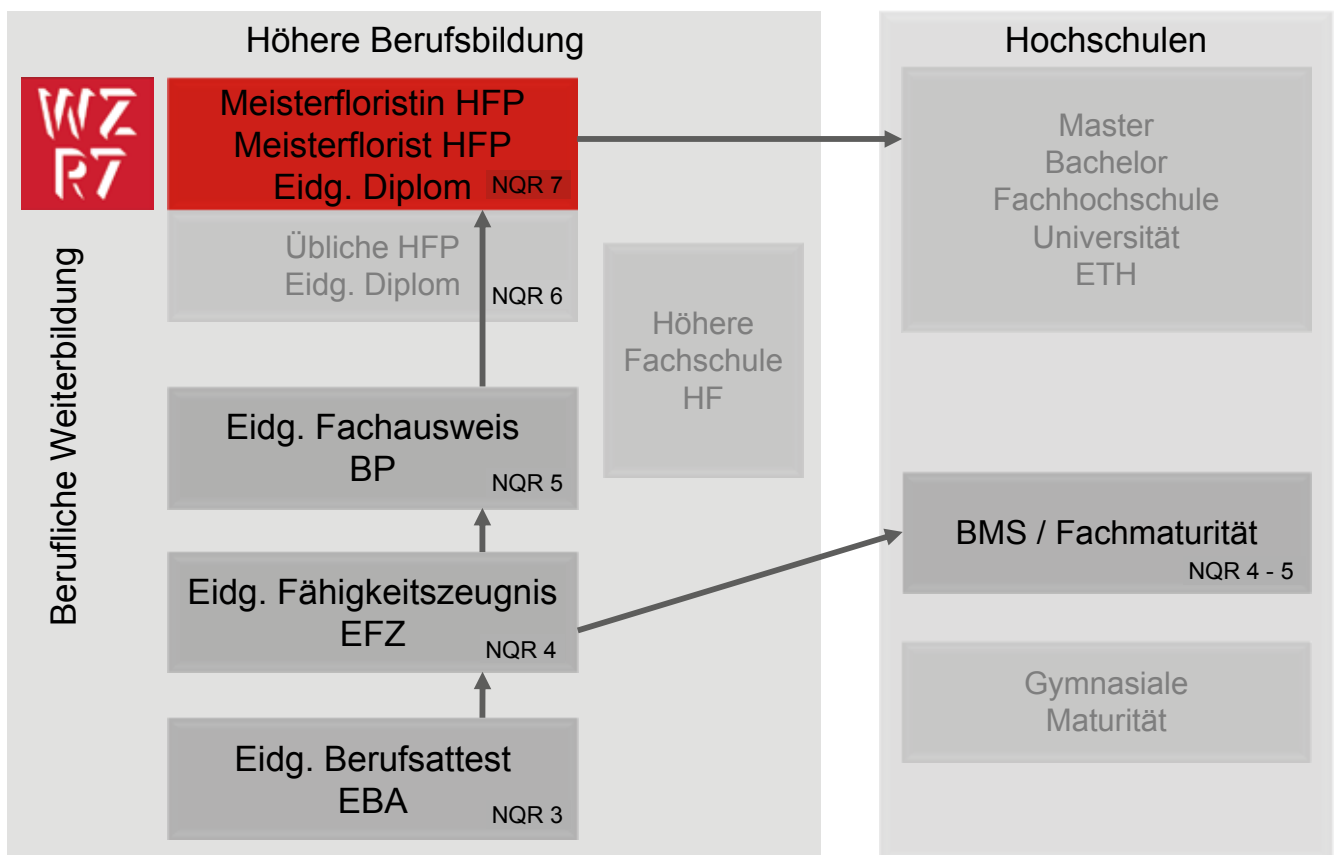 Höhere Berufsbildung
WZ
R7
Meisterfloristin HFP
Meisterflorist HFP
Eidg. Diplom NQR 7
Übliche HFP
Eidg. Diplom
NQR 6
Höhere
Fachschule
HF
Berufliche Weiterbildung
Eidg. Fachausweis
BP
NQR 5
Eidg. Fähigkeitszeugnis
EFZ
NQR 4
Eidg. Berufsattest
EBA
NQR 3
Hochschulen
Master
Bachelor
Fachhochschule
Universität
ETH
BMS / Fachmaturität
NQR 4 - 5
Gymnasiale
Maturität